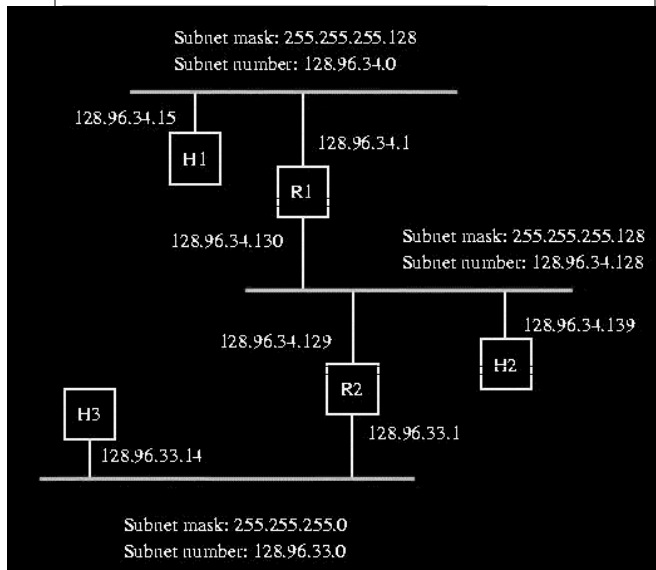 Subnet mask: 255.255.255.128
Subnet number: 128.96.34.0
128.96.34.15
H1
128.96.34.1
R1
128.96.34.130
Subnet mask: 255.255.255.128
Subnet number: 128.96.34.128
128.96.34.129
128.96.34.139
H2
R2
H3
128.96.33.1
128.96.33.14
Subnet mask: 255.255.255.0
Subnet number: 128.96.33.0